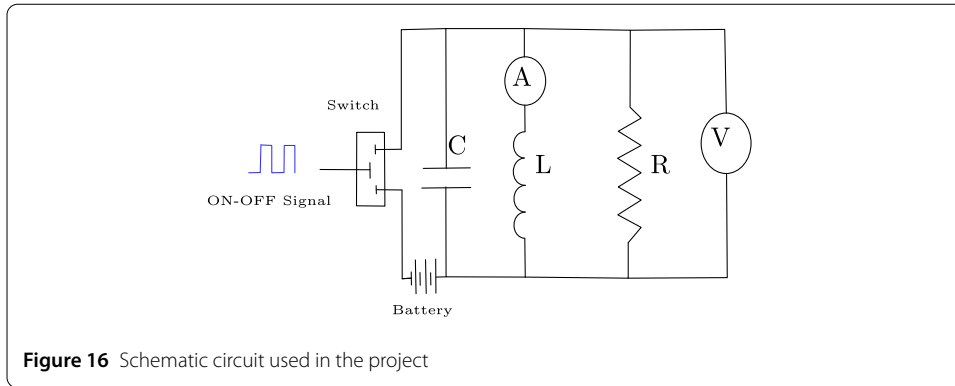 A
Switch
C
V
L
R
ON-OFF Signal
Battery
Figure 16 Schematic circuit used in the project